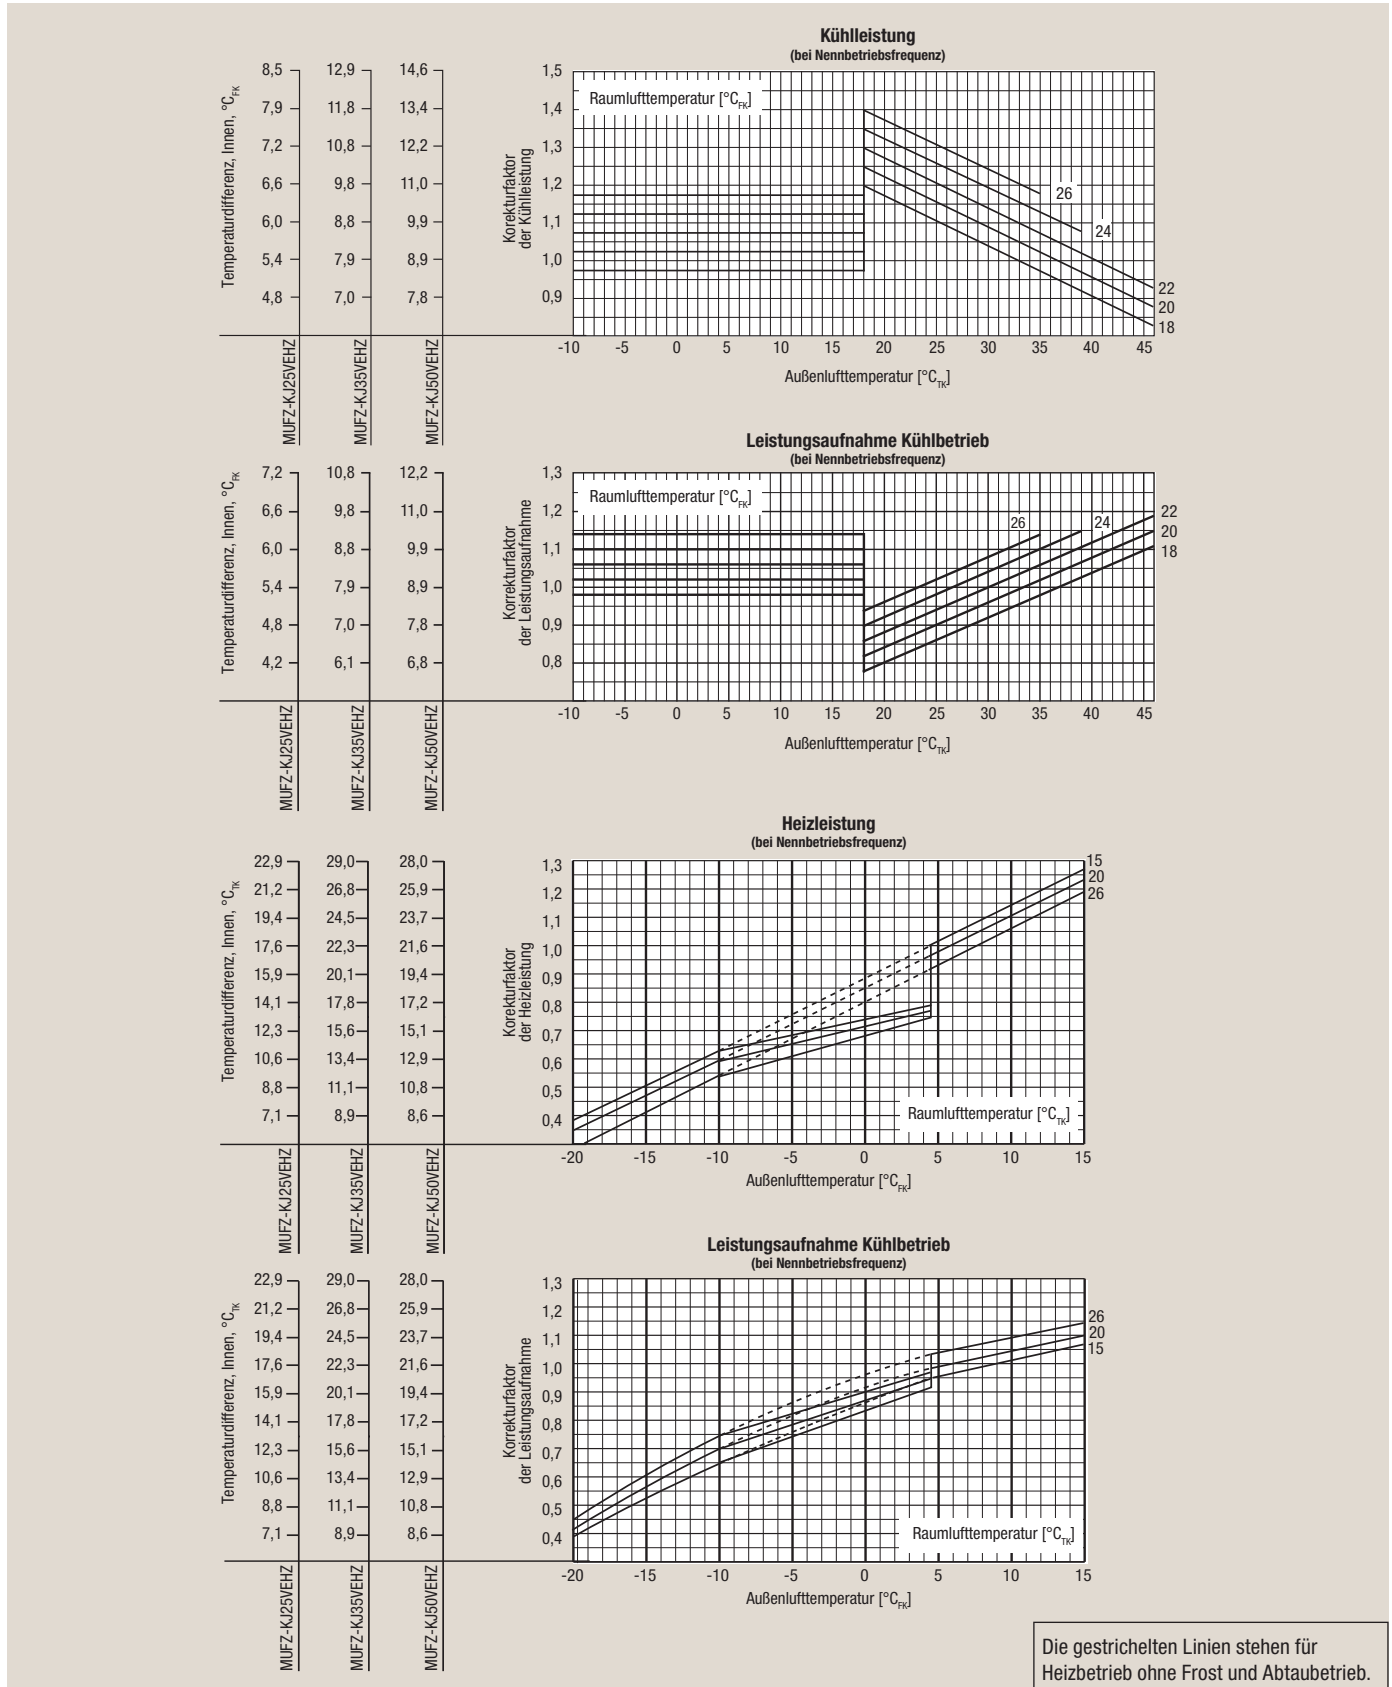 Kühlleistung
(bei Nennbetriebsfrequenz)
Temperaturdifferenz, Innen, °C FK
8,5 12,9 14,6
7,9 11,8 13,4
7,2 10,8 12,2
6,6 9,8 11,0
6,0 8,8 9,9
5,4 7,9 8,9
4,8 7,0 7,8
MUFZ-KJ25VEHZ
MUFZ-KJ35VEHZ
MUFZ-KJ50VEHZ
Korekturfaktor
der Kühlleistung
1,5
1,4
1,3
1,2
1,1
1,0
0,9
Raumlufttemperatur [°C FK]
26
24
22
20
18
-10 -5 0 5 10 15 20 25 30 35 40 45
Außenlufttemperatur [°C TK]
Leistungsaufnahme Kühlbetrieb
(bei Nennbetriebsfrequenz)
Temperaturdifferenz, Innen, °C FK
7,2 10,8 12,2
6,6 9,8 11,0
6,0 8,8 9,9
5,4 7,9 8,9
4,8 7,0 7,8
4,2 6,1 6,8
MUFZ-KJ25VEHZ
MUFZ-KJ35VEHZ
MUFZ-KJ50VEHZ
Korrekturfaktor
der Leistungsaufnahme
1,3
1,2
1,1
1,0
0,9
0,8
Raumlufttemperatur [°C FK]
26 24
22
20
18
-10 -5 0 5 10 15 20 25 30 35 40 45
Außenlufttemperatur [°C TK]
Heizleistung
(bei Nennbetriebsfrequenz)
Temperaturdifferenz, Innen, °C TK
22,9 29,0 28,0
21,2 26,8 25,9
19,4 24,5 23,7
17,6 22,3 21,6
15,9 20,1 19,4
14,1 17,8 17,2
12,3 15,6 15,1
10,6 13,4 12,9
8,8 11,1 10,8
7,1 8,9 8,6
MUFZ-KJ25VEHZ
MUFZ-KJ35VEHZ
MUFZ-KJ50VEHZ
Korekturfaktor
der Heizleistung
1,3
1,2
1,1
1,0
0,9
0,8
0,7
0,6
0,5
0,4
15
20
26
Raumlufttemperatur [°C TK]
-20 -15 -10 -5 0 5 10 15
Außenlufttemperatur [°C FK]
Leistungsaufnahme Kühlbetrieb
(bei Nennbetriebsfrequenz)
Temperaturdifferenz, Innen, °C TK
22,9 29,0 28,0
21,2 26,8 25,9
19,4 24,5 23,7
17,6 22,3 21,6
15,9 20,1 19,4
14,1 17,8 17,2
12,3 15,6 15,1
10,6 13,4 12,9
8,8 11,1 10,8
7,1 8,9 8,6
MUFZ-KJ25VEHZ
MUFZ-KJ35VEHZ
MUFZ-KJ50VEHZ
Korrekturfaktor
der Leistungsaufnahme
1,3
1,2
1,1
1,0
0,9
0,8
0,7
0,6
0,5
0,4
26
20
15
Raumlufttemperatur [°C TK]
-20 -15 -10 -5 0 5 10 15
Außenlufttemperatur [°C FK]
Die gestrichelten Linien stehen für
Heizbetrieb ohne Frost und Abtaubetrieb.